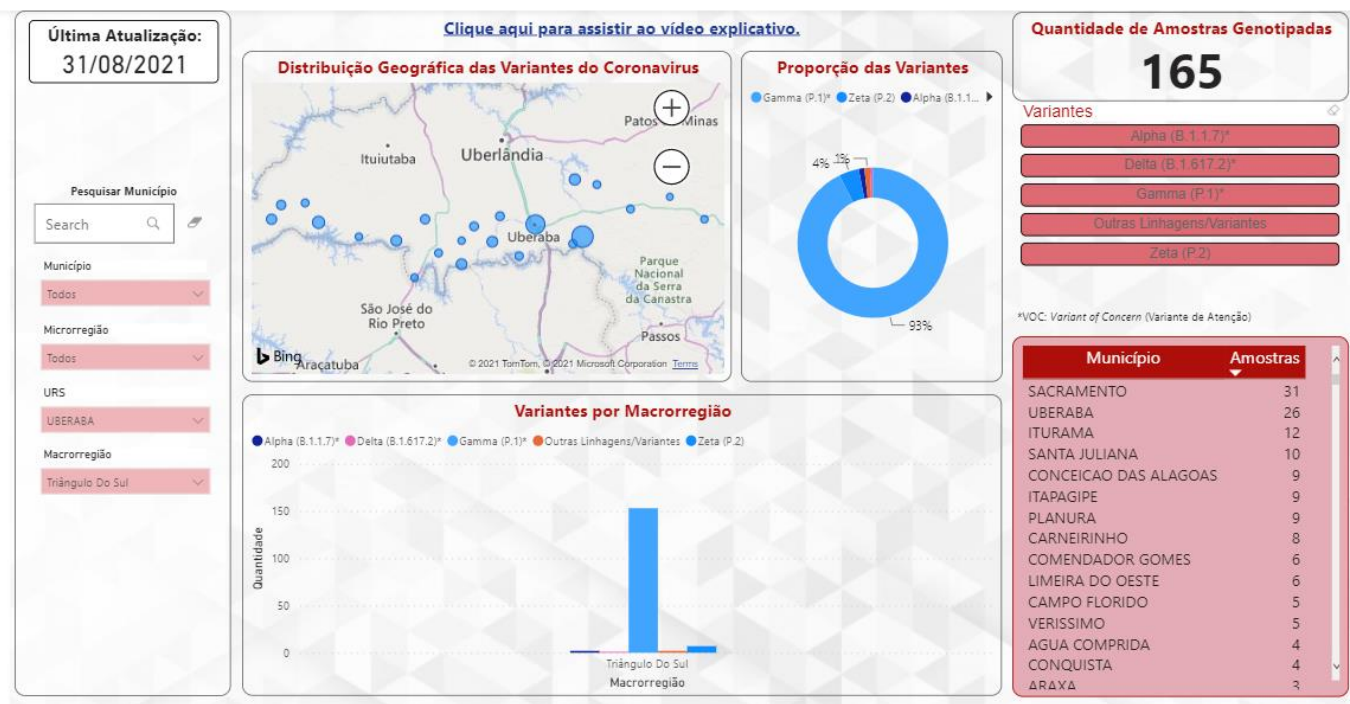 Última Atualização:
31/08/2021
Pesquisar Município
Search
Município
Todos
Microrregião
Todos
URS
UBERABA
Macrorregião
Triângulo Do Sul
Clique aqui para assistir ao vídeo explicativo.
Distribuição Geográfica das Variantes do Coronavirus
Patos Minas
Ituiutaba
Uberlândia
Uberaba
Parque
Nacional
da Serra
da Canastra
São José do
Rio Preto
Passos
Bing
Araçatuba
© 2021 TomTom, © 2021 Microsoft Corporation Terms
Proporção das Variantes
Gamma (P.1)* Zeta (P.2) Alpha (B.1.1...
4% 1%
93%
Variantes por Macrorregião
Alpha (B.1.1.7)* Delta (B.1.617.2)* Gamma (P.1)* Outras Linhagens/Variantes Zeta (P.2)
200
150
100
50
0
Quantidade
Triângulo Do Sul
Macrorregião
Quantidade de Amostras Genotipadas
165
Variantes
Alpha (B.1.1.7)*
Delta (B.1.617.2)*
Gamma (P.1)*
Outras Linhagens/Variantes
Zeta (P.2)
*VOC: Variant of Concern (Variante de Atenção)
Município Amostras
SACRAMENTO 31
UBERABA 26
ITURAMA 12
SANTA JULIANA 10
CONCEICAO DAS ALAGOAS 9
ITAPAGIPE 9
PLANURA 9
CARNEIRINHO 8
COMENDADOR GOMES 6
LIMEIRA DO OESTE 6
CAMPO FLORIDO 5
VERISSIMO 5
AGUA COMPRIDA 4
CONQUISTA 4
ARAXA 3